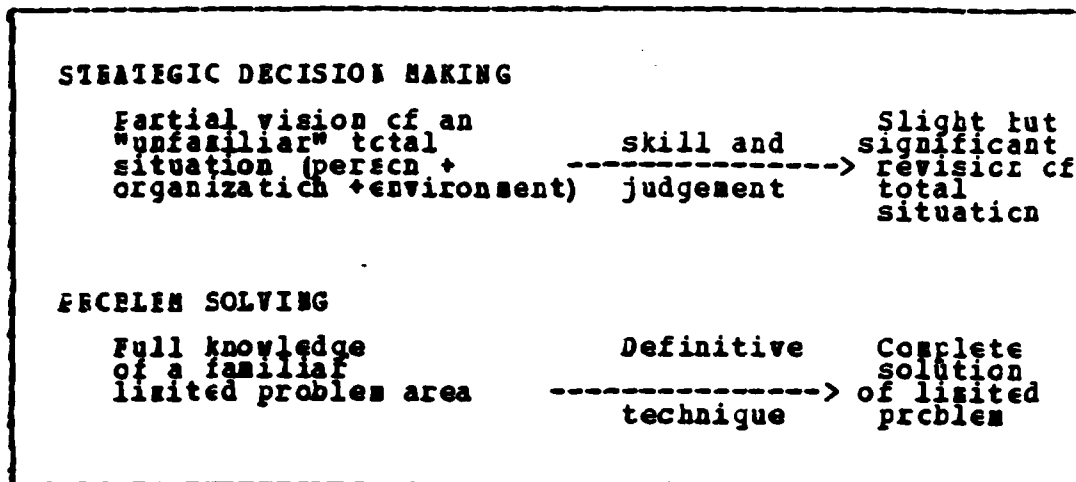 STRATEGIC DECISION MAKING
Partial vision of an
"unfamiliar" total
situation (person +
organization +environment)
skill and
------------->
judgement
Slight but
significant
revision of
total
situation
PROBLEM SOLVING
Full knowledge
of a familiar
limited problem area
Definitive
------------->
technique
Complete
solution
of limited
problem